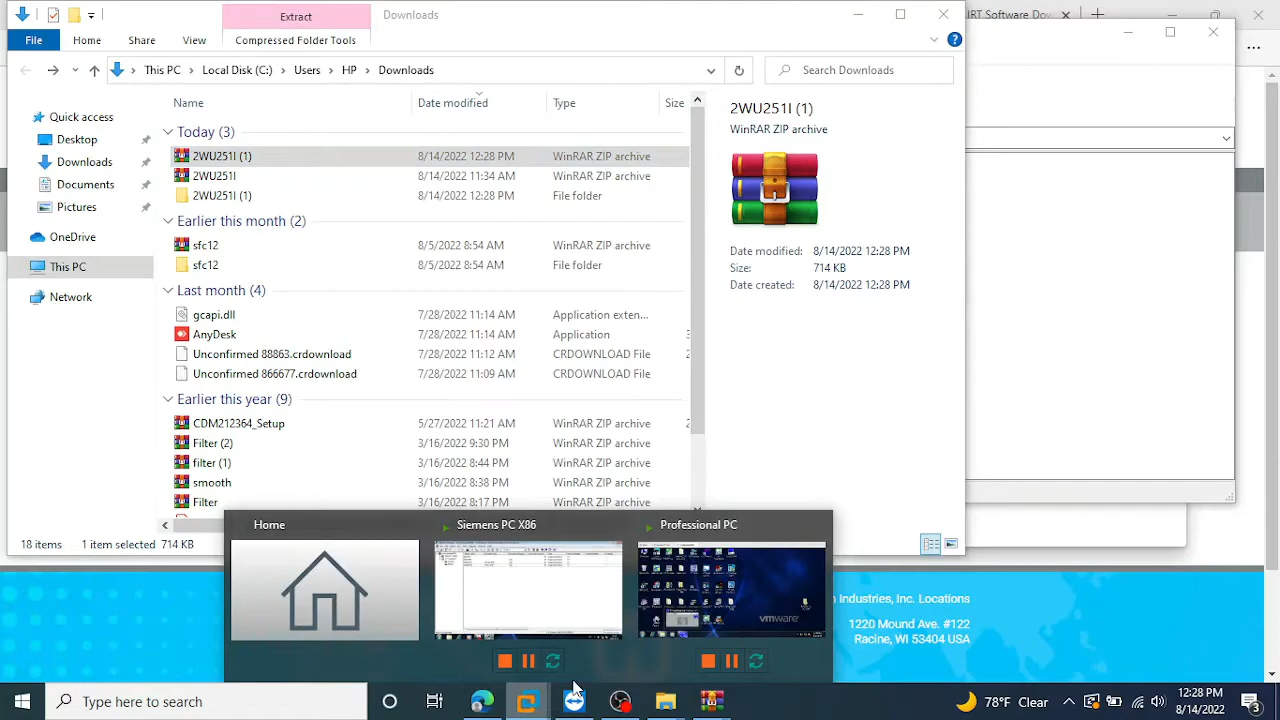 Extract
Downloads
IRT Software Dow
File
Home
Share
View
Compressed Folder Tools
This PC
Local Disk (C:)
Users
HP
Downloads
Search Downloads
Name
Date modified
Type
Size
Quick access
Desktop
Downloads
Documents
Pictures
OneDrive
This PC
Network
Today (3)
2WU251I (1) 8/14/2022 12:28 PM WinRAR ZIP archive
2WU251I 8/14/2022 11:34 AM WinRAR ZIP archive
2WU251I (1) 8/14/2022 12:28 PM File folder
Earlier this month (2)
sfc12 8/5/2022 8:54 AM WinRAR ZIP archive
sfc12 8/5/2022 8:54 AM File folder
Last month (4)
gcapi.dll 7/28/2022 11:14 AM Application exten...
AnyDesk 7/28/2022 11:14 AM Application
Unconfirmed 88863.crdownload 7/28/2022 11:12 AM CRDOWNLOAD File
Unconfirmed 866677.crdownload 7/28/2022 11:09 AM CRDOWNLOAD File
Earlier this year (9)
CDM212364_Setup 5/27/2022 11:21 AM WinRAR ZIP archive
Filter (2) 3/16/2022 9:30 PM WinRAR ZIP archive
filter (1) 3/16/2022 8:44 PM WinRAR ZIP archive
smooth 3/16/2022 8:38 PM WinRAR ZIP archive
Filter 3/16/2022 8:17 PM WinRAR ZIP archive
2WU251I (1)
WinRAR ZIP archive
Date modified: 8/14/2022 12:28 PM
Size: 714 KB
Date created: 8/14/2022 12:28 PM
18 items 1 item selected 714 KB
Home
Siemens PC X86
Professional PC
vmware
Industries, Inc. Locations
1220 Mound Ave. #122
Racine, WI 53404 USA
Type here to search
78°F Clear
12:28 PM
8/14/2022
3